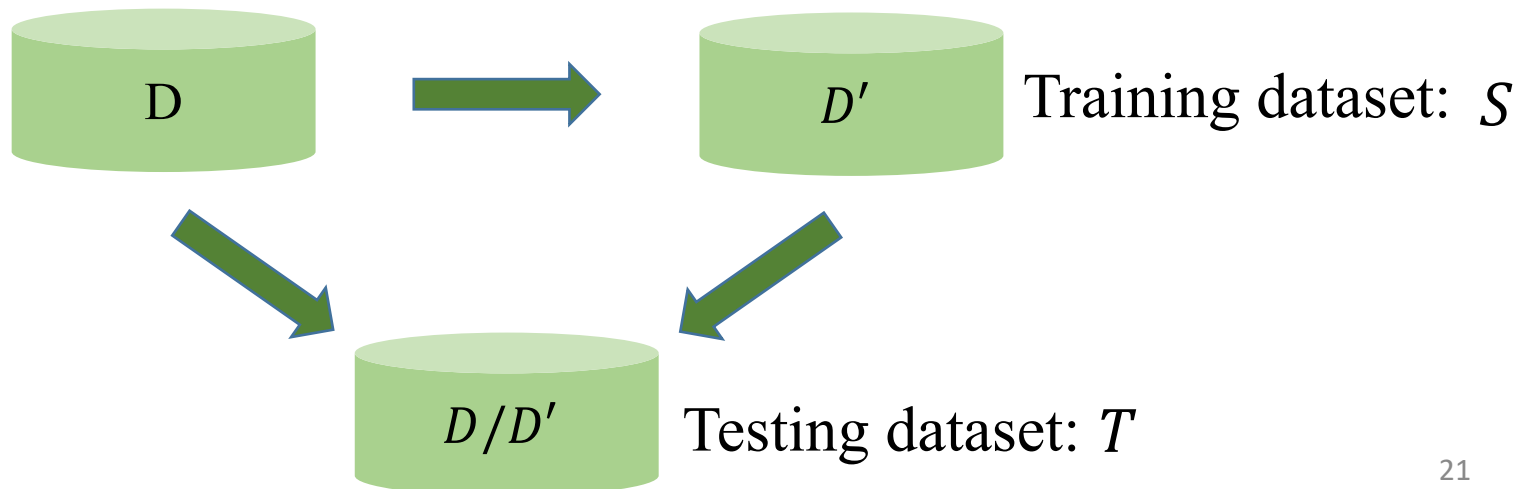 D
D′ Training dataset: S
D/D′ Testing dataset: T
21